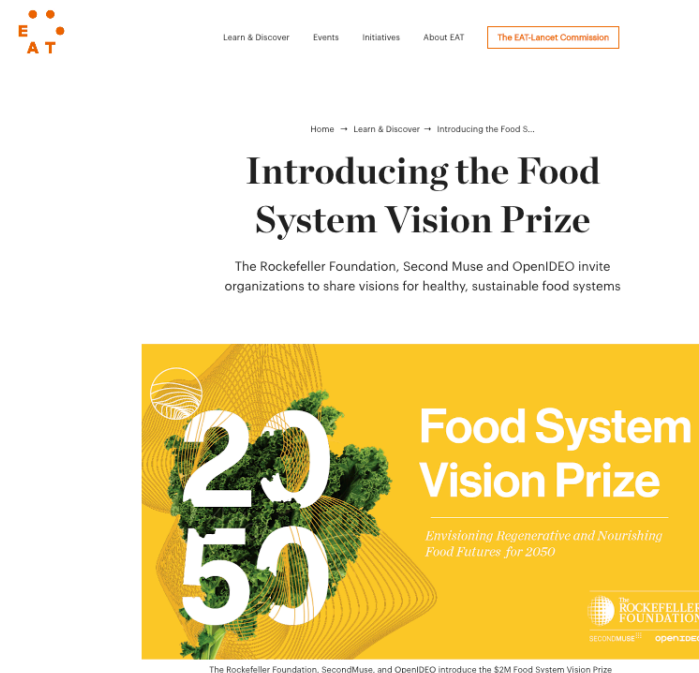 E
A T
Learn & Discover Events Initiatives About EAT The EAT-Lancet Commission
Home → Learn & Discover → Introducing the Food S...
Introducing the Food
System Vision Prize
The Rockefeller Foundation, Second Muse and OpenIDEO invite
organizations to share visions for healthy, sustainable food systems
20
50
Food System
Vision Prize
Envisioning Regenerative and Nourishing
Food Futures for 2050
The
ROCKEFELLER
FOUNDATION
SECONDMUSE OPENIDEO
The Rockefeller Foundation, SecondMuse, and OpenIDEO introduce the $2M Food System Vision Prize